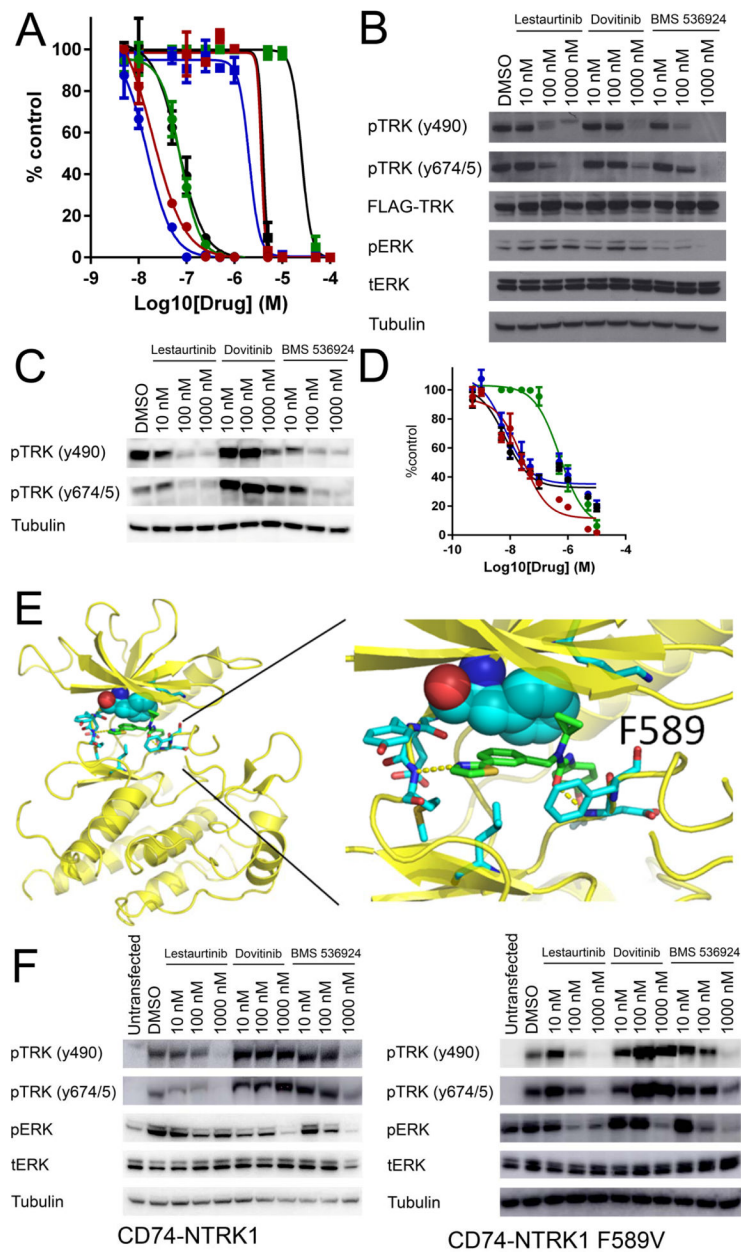 A
% control
120
100
80
60
40
20
0
-9 -8 -7 -6 -5 -4
Log10[Drug] (M)
B
Lestaurtinib Dovitinib BMS 536924
DMSO 10 nM 100 nM 1000 nM 10 nM 100 nM 1000 nM 10 nM 100 nM 1000 nM
pTRK (y490)
pTRK (y674/5)
FLAG-TRK
pERK
tERK
Tubulin
C
Lestaurtinib Dovitinib BMS 536924
DMSO 10 nM 100 nM 1000 nM 10 nM 100 nM 1000 nM 10 nM 100 nM 1000 nM
pTRK (y490)
pTRK (y674/5)
Tubulin
D
%control
120
100
80
60
40
20
0
-10 -8 -6 -4
Log10[Drug] (M)
E
F589
F
Lestaurtinib Dovitinib BMS 536924
Untransfected DMSO 10 nM 100 nM 1000 nM 10 nM 100 nM 1000 nM 10 nM 100 nM 1000 nM
pTRK (y490)
pTRK (y674/5)
pERK
tERK
Tubulin
CD74-NTRK1
Lestaurtinib Dovitinib BMS 536924
Untransfected DMSO 10 nM 100 nM 1000 nM 10 nM 100 nM 1000 nM 10 nM 100 nM 1000 nM
pTRK (y490)
pTRK (y674/5)
pERK
tERK
Tubulin
CD74-NTRK1 F589V